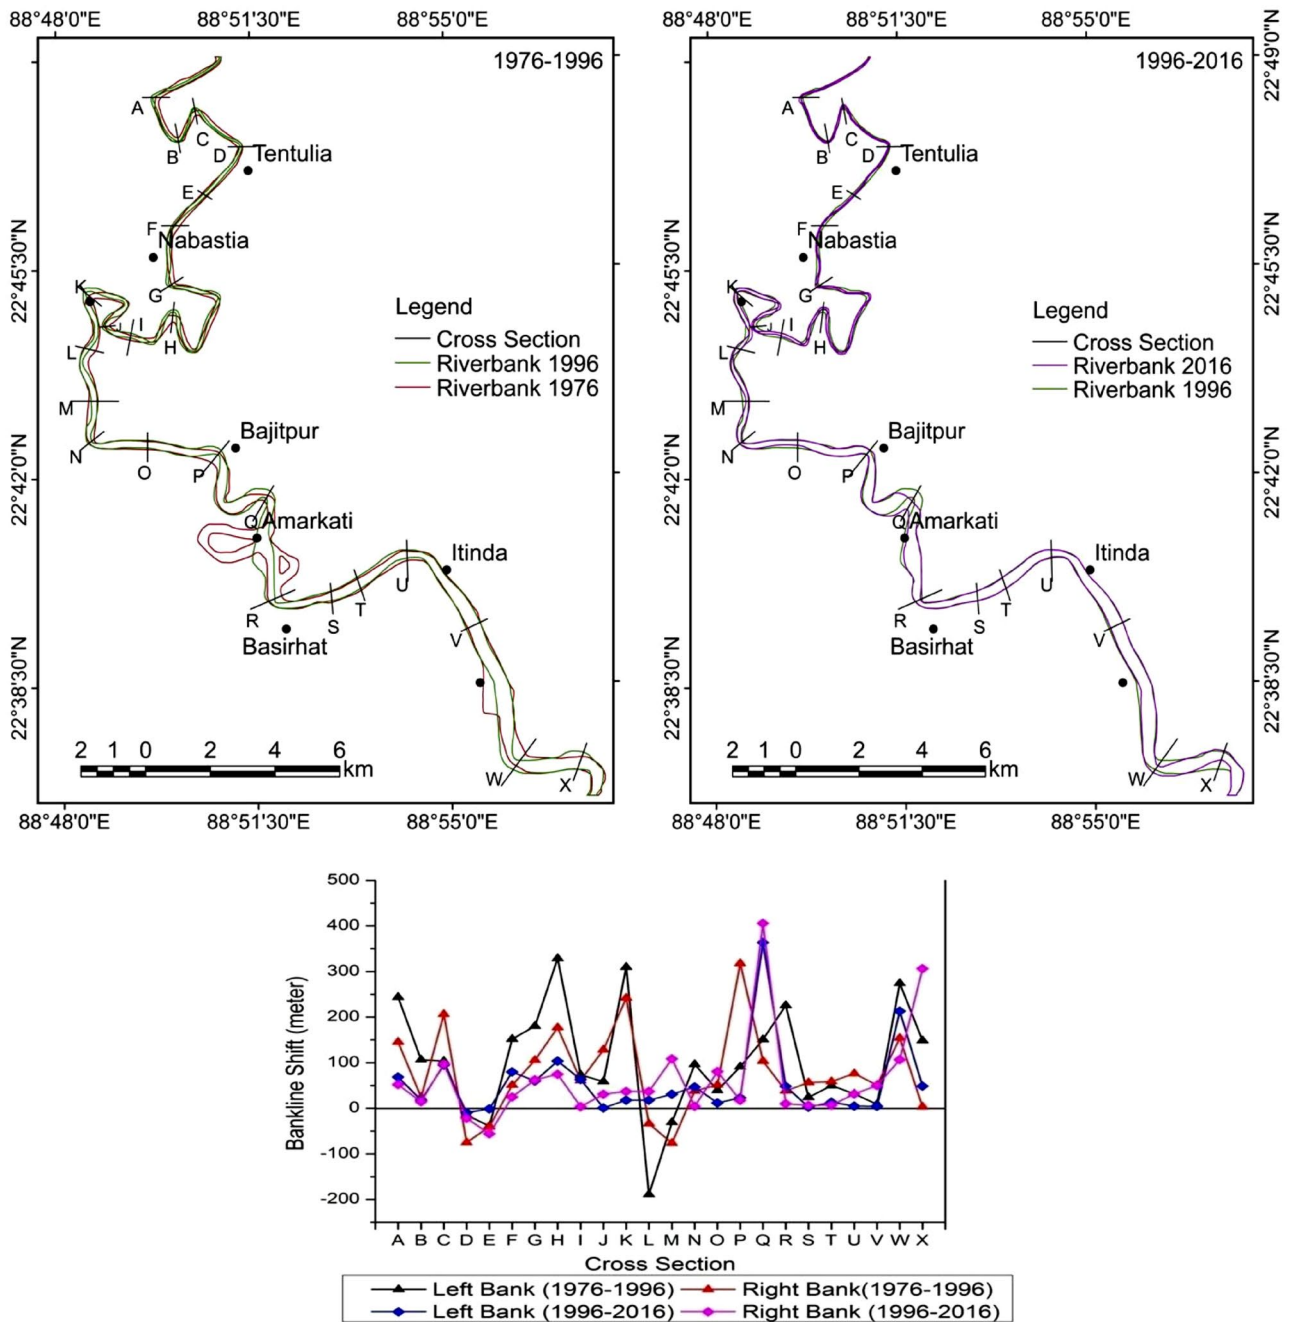 88°48'0"E 88°51'30"E 88°55'0"E 88°48'0"E 88°51'30"E 88°55'0"E
1976-1996
1996-2016
22°49'0"N
A
B
C
D
Tentulia
E
F
Nabastia
G
K
J
I
H
L
M
N
O
P
Bajitpur
Q
Amarkati
Itinda
R
S
T
U
Basirhat
V
W
X
22°45'30"N
22°42'0"N
22°38'30"N
Legend
Cross Section
Riverbank 1996
Riverbank 1976
2 1 0 2 4 6
km
88°48'0"E 88°51'30"E 88°55'0"E
A
B
C
D
Tentulia
E
F
Nabastia
G
K
J
I
H
L
M
N
O
P
Bajitpur
Q
Amarkati
Itinda
R
S
T
U
Basirhat
V
W
X
22°45'30"N
22°42'0"N
22°38'30"N
22°45'30"N
22°42'0"N
22°38'30"N
Legend
Cross Section
Riverbank 2016
Riverbank 1996
2 1 0 2 4 6
km
88°48'0"E 88°51'30"E 88°55'0"E
500
400
300
200
100
0
-100
-200
Bankline Shift (meter)
A B C D E F G H I J K L M N O P Q R S T U V W X
Cross Section
Left Bank (1976-1996) Right Bank(1976-1996)
Left Bank (1996-2016) Right Bank (1996-2016)